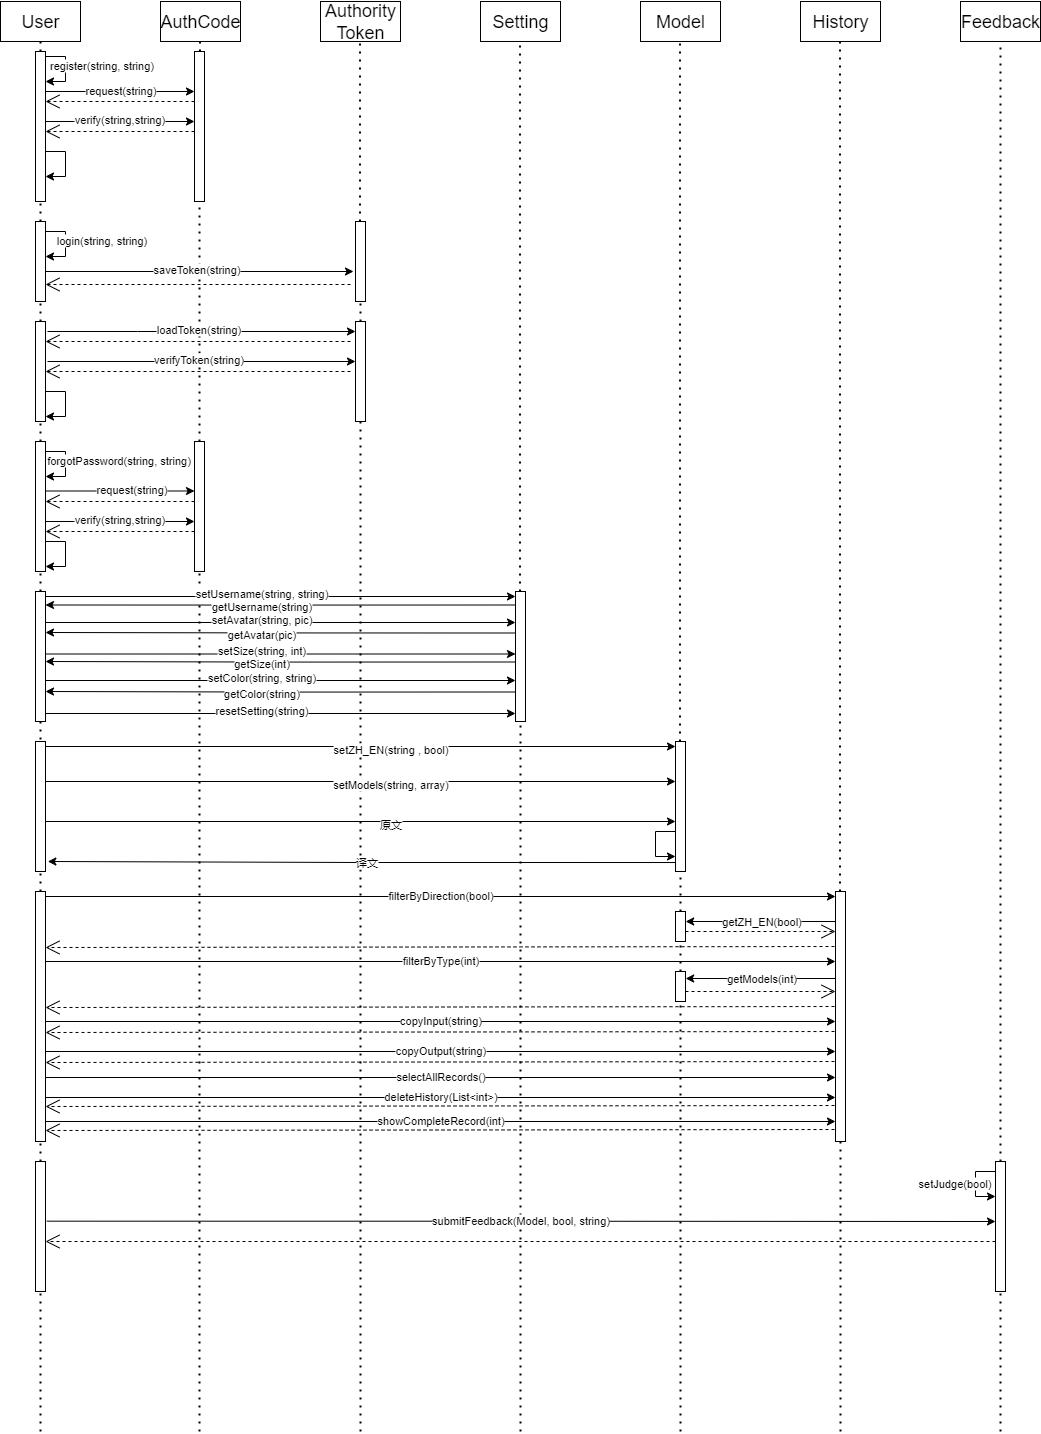 User
AuthCode
Authority
Token
Setting
Model
History
Feedback
register(string, string)
request(string)
verify(string,string)
login(string, string)
saveToken(string)
loadToken(string)
verifyToken(string)
forgotPassword(string, string)
request(string)
verify(string,string)
setUsername(string, string)
getUsername(string)
setAvatar(string, pic)
getAvatar(pic)
setSize(string, int)
getSize(int)
setColor(string, string)
getColor(string)
resetSetting(string)
setZH_EN(string , bool)
setModels(string, array)
原文
译文
filterByDirection(bool)
getZH_EN(bool)
filterByType(int)
getModels(int)
copyInput(string)
copyOutput(string)
selectAllRecords()
deleteHistory(List<int>)
showCompleteRecord(int)
setJudge(bool)
submitFeedback(Model, bool, string)